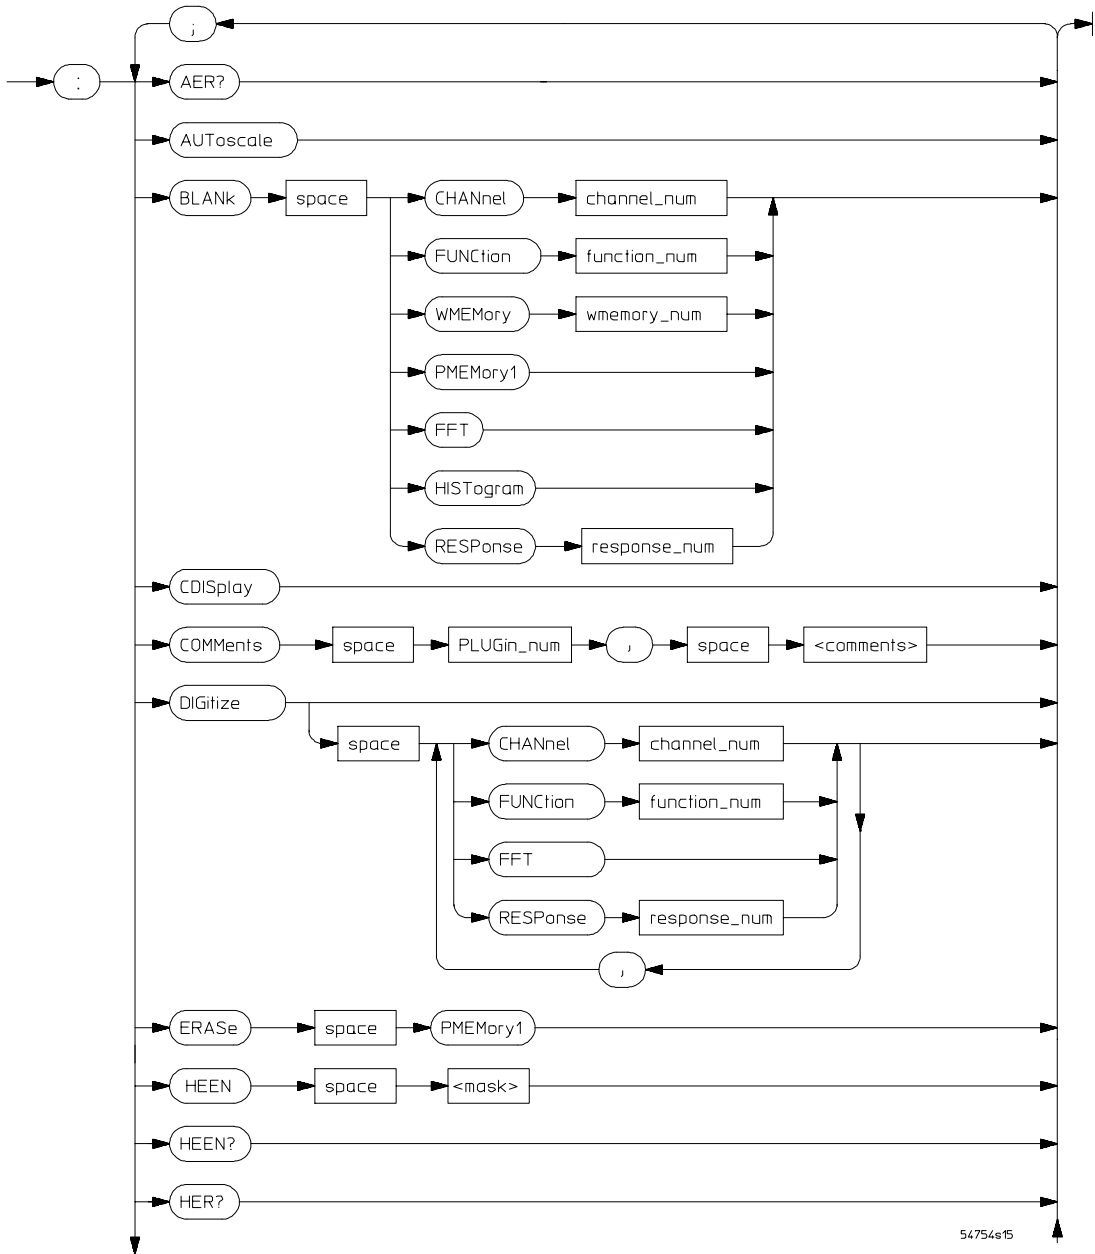 ;
: AER?
AUToscale
BLANk space CHANnel channel_num
FUNCtion function_num
WMEMory wmemory_num
PMEMory1
FFT
HISTogram
RESPonse response_num
CDISplay
COMMents space PLUGin_num , space <comments>
DIGitize
space CHANnel channel_num
FUNCtion function_num
FFT
RESPonse response_num
,
ERASe space PMEMory1
HEEN space <mask>
HEEN?
HER?
54754s15